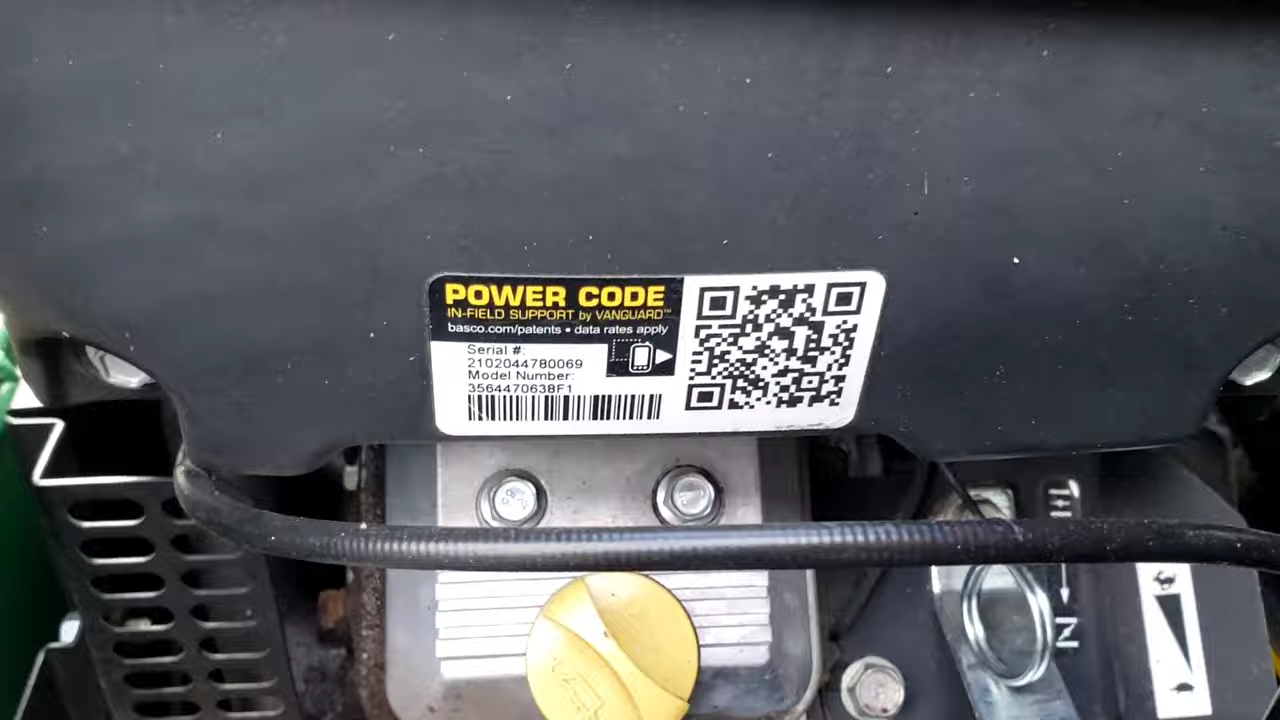 POWER CODE
IN-FIELD SUPPORT by VANGUARD™
basco.com/patents • data rates apply
Serial #:
2102044780069
Model Number:
3564470638F1
N